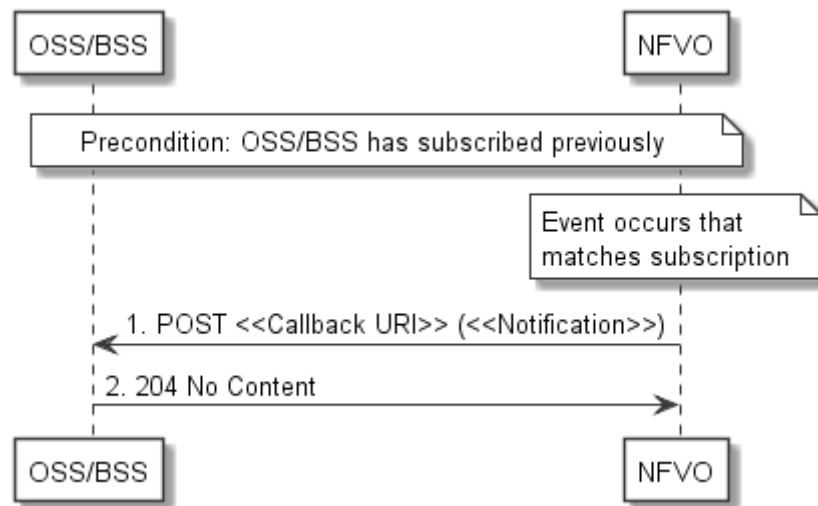 OSS/BSS
NFVO
Precondition: OSS/BSS has subscribed previously
Event occurs that
matches subscription
1. POST <<Callback URI>> (<<Notification>>)
2. 204 No Content
OSS/BSS
NFVO